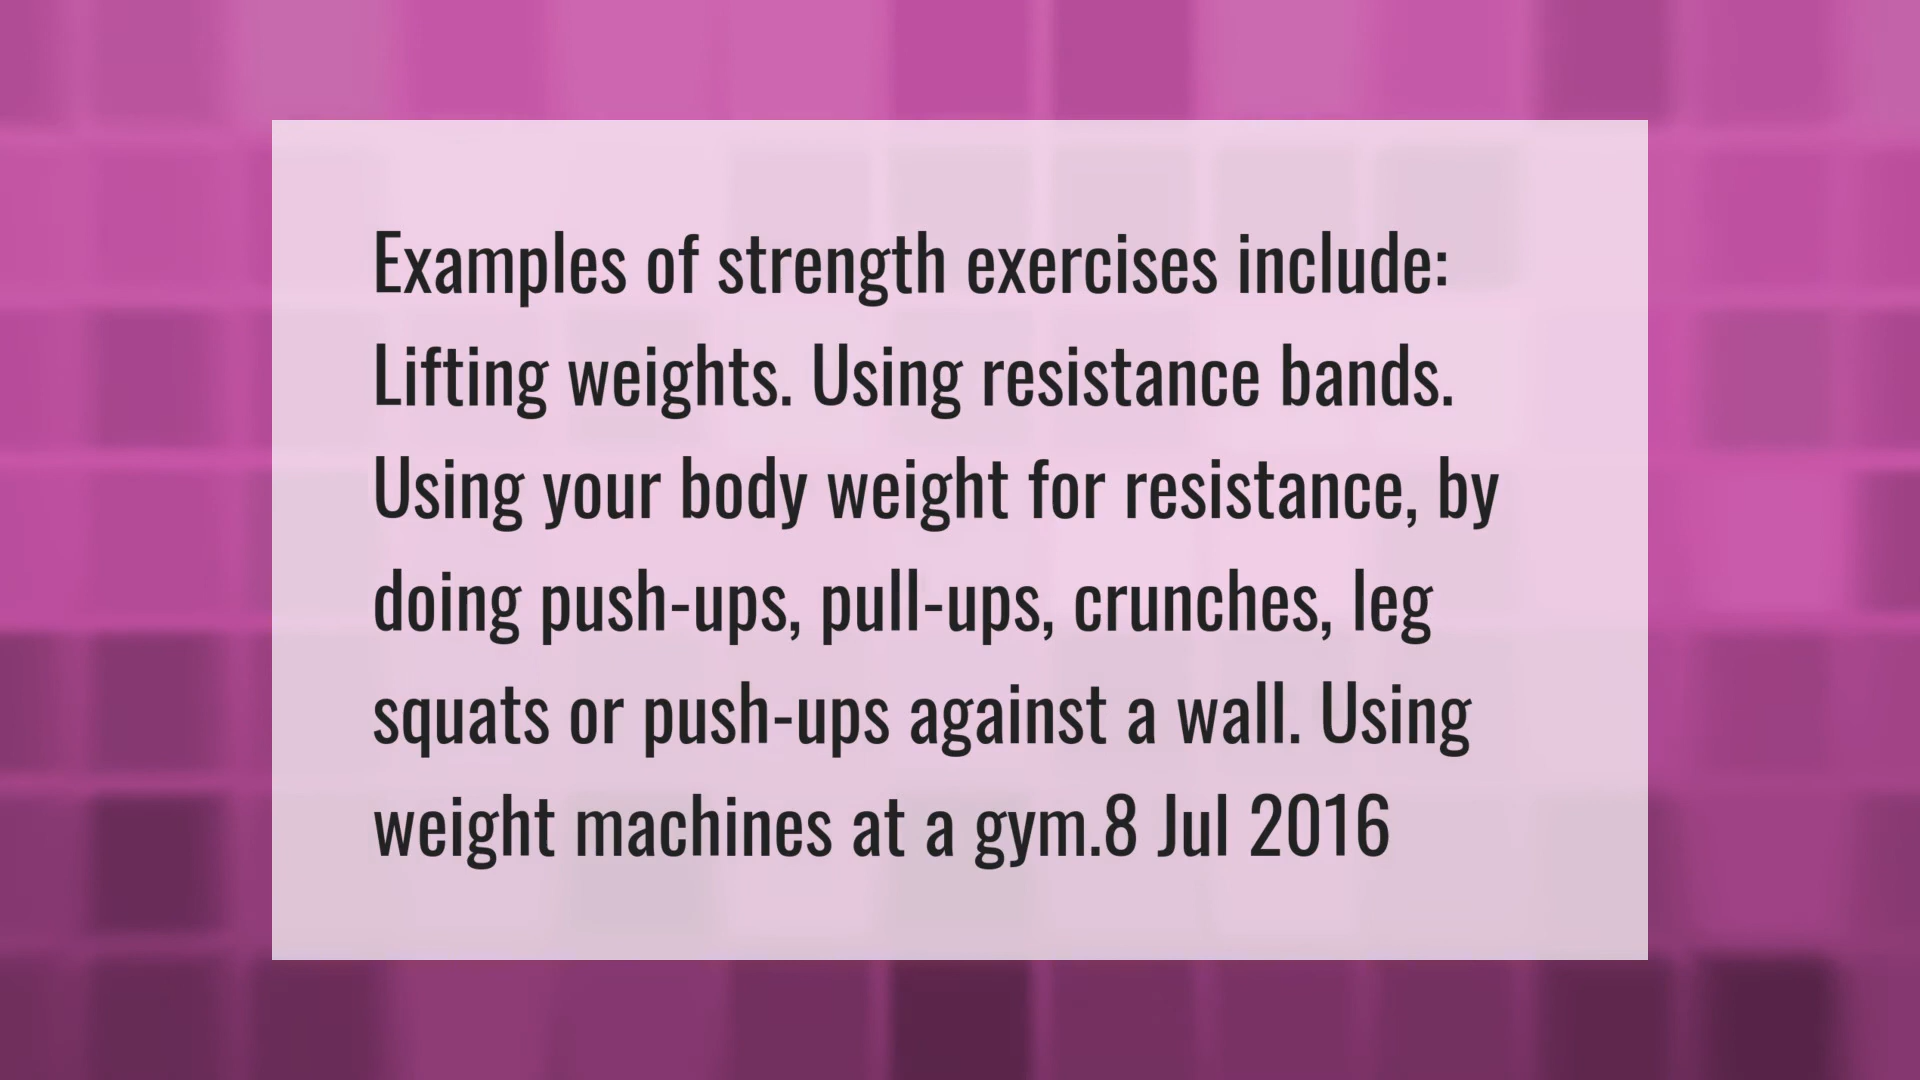 Examples of strength exercises include:
Lifting weights. Using resistance bands.
Using your body weight for resistance, by
doing push-ups, pull-ups, crunches, leg
squats or push-ups against a wall. Using
weight machines at a gym.8 Jul 2016